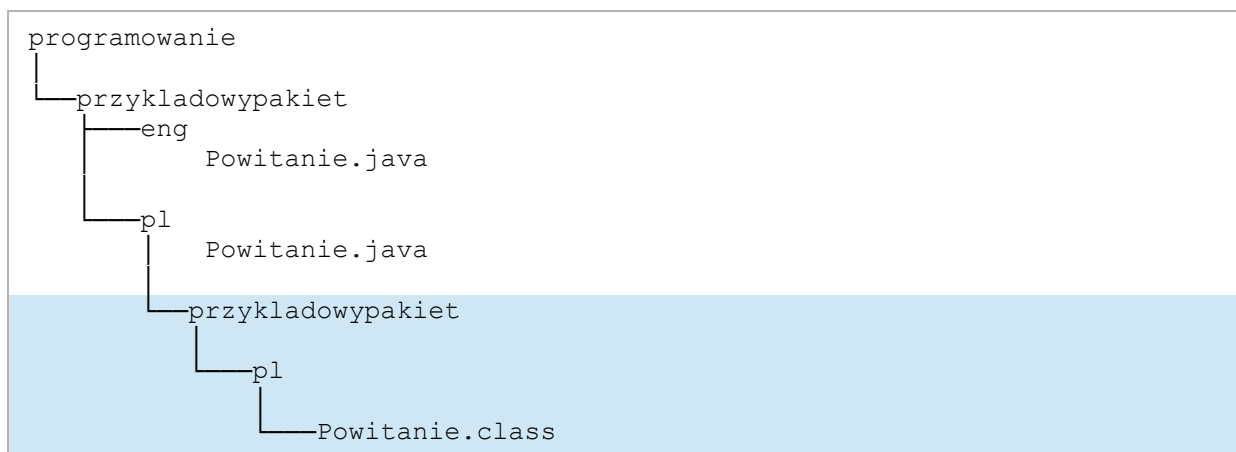 programowanie
przykladowypakiet
eng
Powitanie.java
pl
Powitanie.java
przykladowypakiet
pl
Powitanie.class